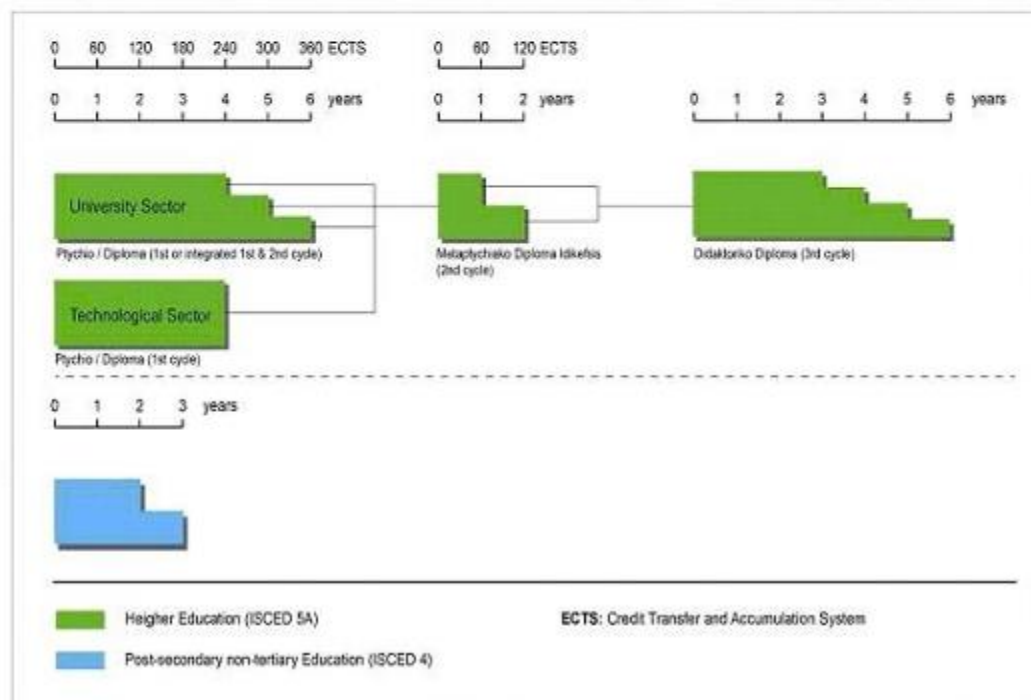 0 60 120 180 240 300 360 ECTS
0 60 120 ECTS
0 1 2 3 4 5 6 years
0 1 2 years
0 1 2 3 4 5 6 years
University Sector
Ptychio / Diploma (1st or integrated 1st & 2nd cycle)
Metaptychiako Diploma Idikefsis
(2nd cycle)
Didaktoriko Diploma (3rd cycle)
Technological Sector
Ptychio / Diploma (1st cycle)
0 1 2 3 years
Heigher Education (ISCED 5A)
ECTS: Credit Transfer and Accumulation System
Post-secondary non-tertiary Education (ISCED 4)